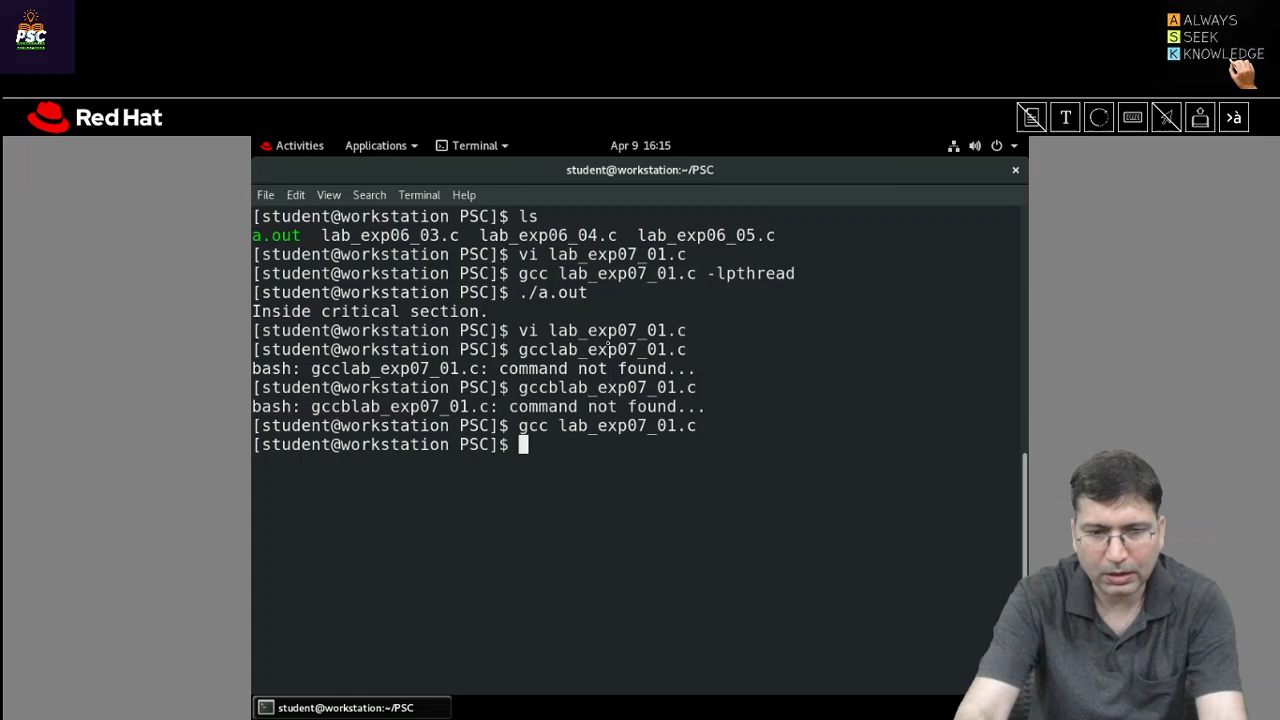 PSC
A ALWAYS
S SEEK
K KNOWLEDGE
Red Hat
T
>à
Activities Applications Terminal Apr 9 16:15
student@workstation:~/PSC ×
File Edit View Search Terminal Help
[student@workstation PSC]$ ls
a.out lab_exp06_03.c lab_exp06_04.c lab_exp06_05.c
[student@workstation PSC]$ vi lab_exp07_01.c
[student@workstation PSC]$ gcc lab_exp07_01.c -lpthread
[student@workstation PSC]$ ./a.out
Inside critical section.
[student@workstation PSC]$ vi lab_exp07_01.c
[student@workstation PSC]$ gcclab_exp07_01.c
bash: gcclab_exp07_01.c: command not found...
[student@workstation PSC]$ gccblab_exp07_01.c
bash: gccblab_exp07_01.c: command not found...
[student@workstation PSC]$ gcc lab_exp07_01.c
[student@workstation PSC]$
student@workstation:~/PSC